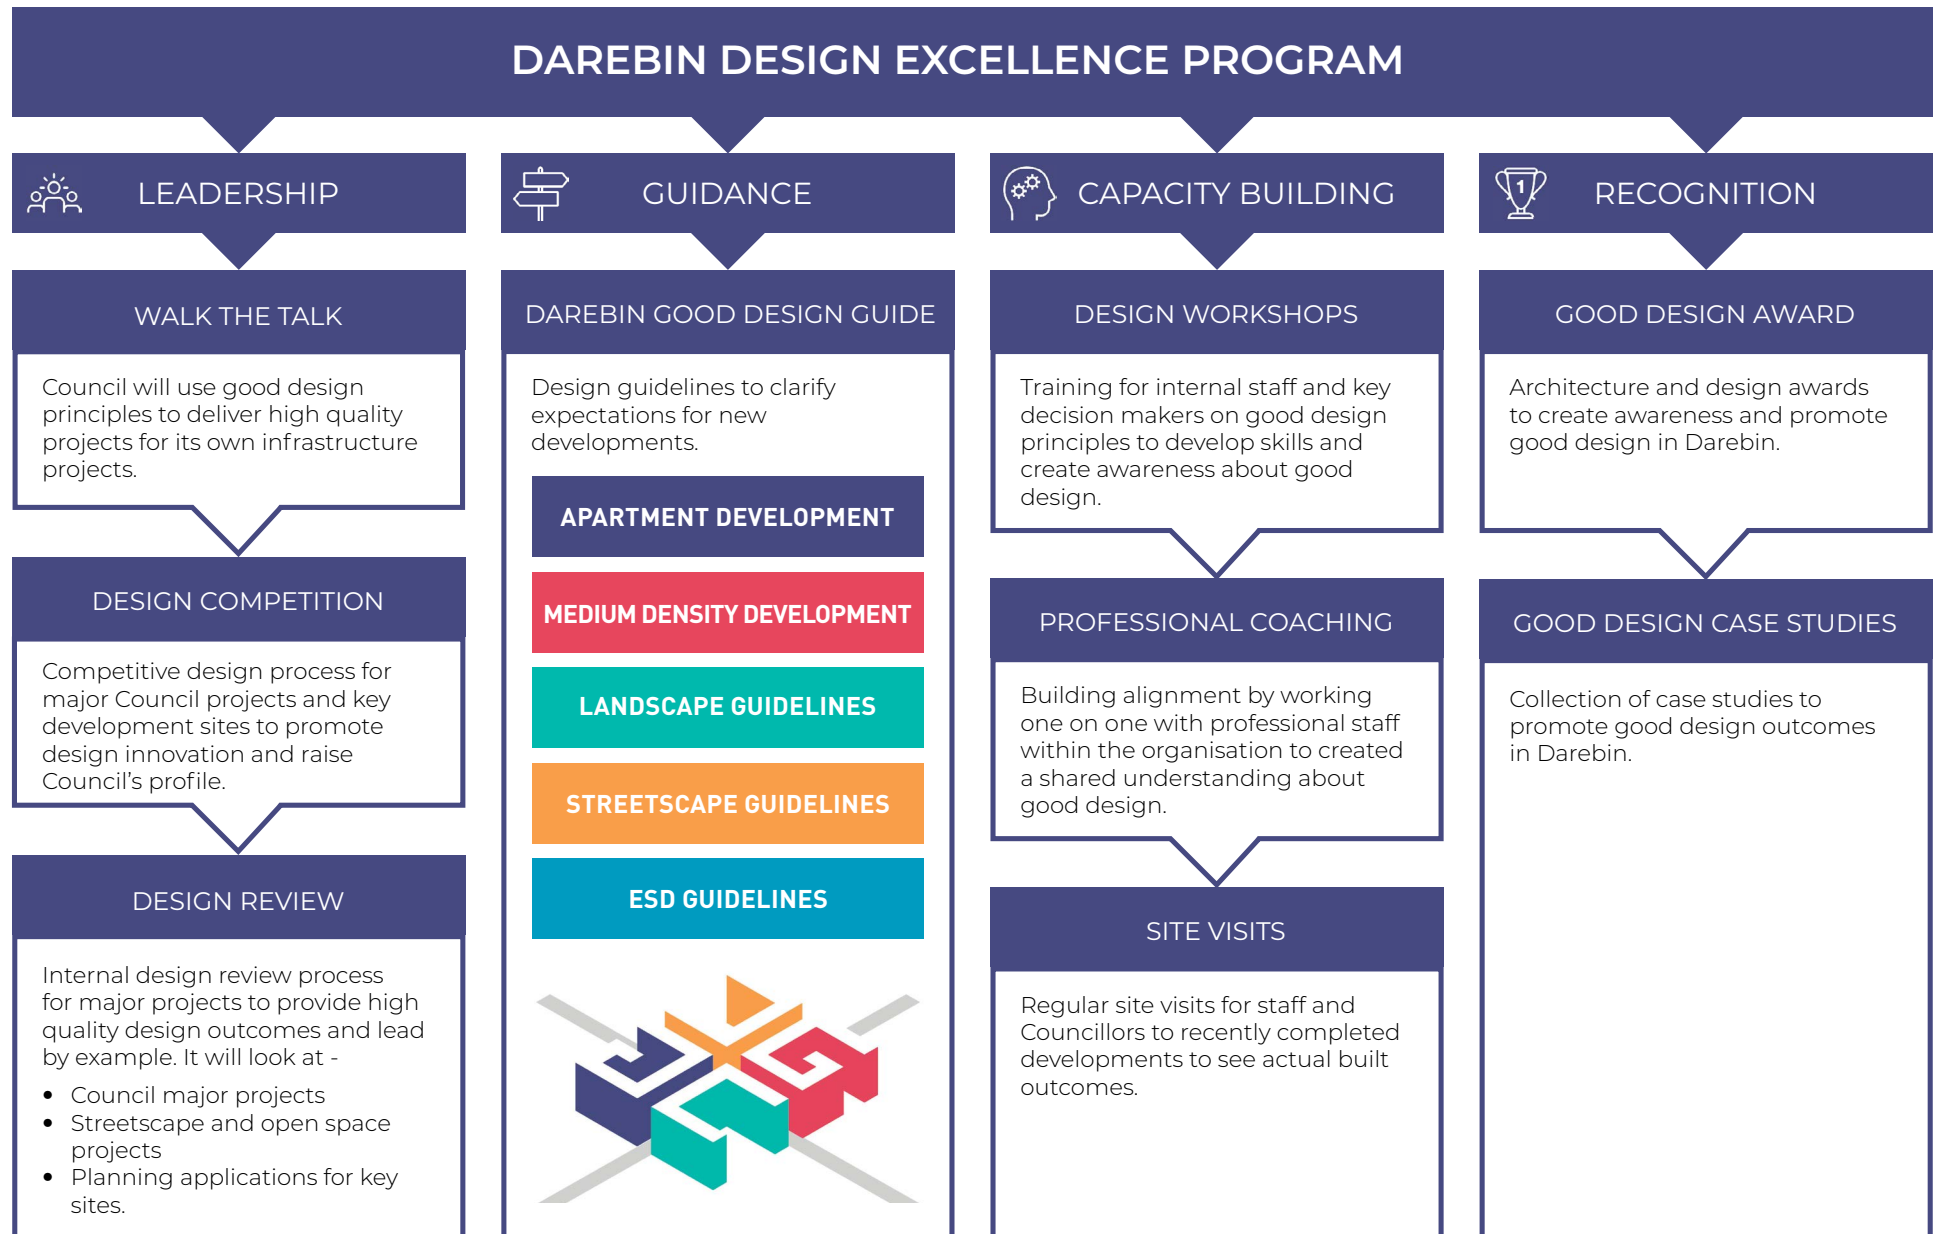 DAREBIN DESIGN EXCELLENCE PROGRAM
LEADERSHIP
WALK THE TALK
Council will use good design
principles to deliver high quality
projects for its own infrastructure
projects.
DESIGN COMPETITION
Competitive design process for
major Council projects and key
development sites to promote
design innovation and raise
Council’s profile.
DESIGN REVIEW
Internal design review process
for major projects to provide high
quality design outcomes and lead
by example. It will look at -
• Council major projects
• Streetscape and open space
projects
• Planning applications for key
sites.
GUIDANCE
DAREBIN GOOD DESIGN GUIDE
Design guidelines to clarify
expectations for new
developments.
APARTMENT DEVELOPMENT
MEDIUM DENSITY DEVELOPMENT
LANDSCAPE GUIDELINES
STREETSCAPE GUIDELINES
ESD GUIDELINES
CAPACITY BUILDING
DESIGN WORKSHOPS
Training for internal staff and key
decision makers on good design
principles to develop skills and
create awareness about good
design.
PROFESSIONAL COACHING
Building alignment by working
one on one with professional staff
within the organisation to created
a shared understanding about
good design.
SITE VISITS
Regular site visits for staff and
Councillors to recently completed
developments to see actual built
outcomes.
1
RECOGNITION
GOOD DESIGN AWARD
Architecture and design awards
to create awareness and promote
good design in Darebin.
GOOD DESIGN CASE STUDIES
Collection of case studies to
promote good design outcomes
in Darebin.